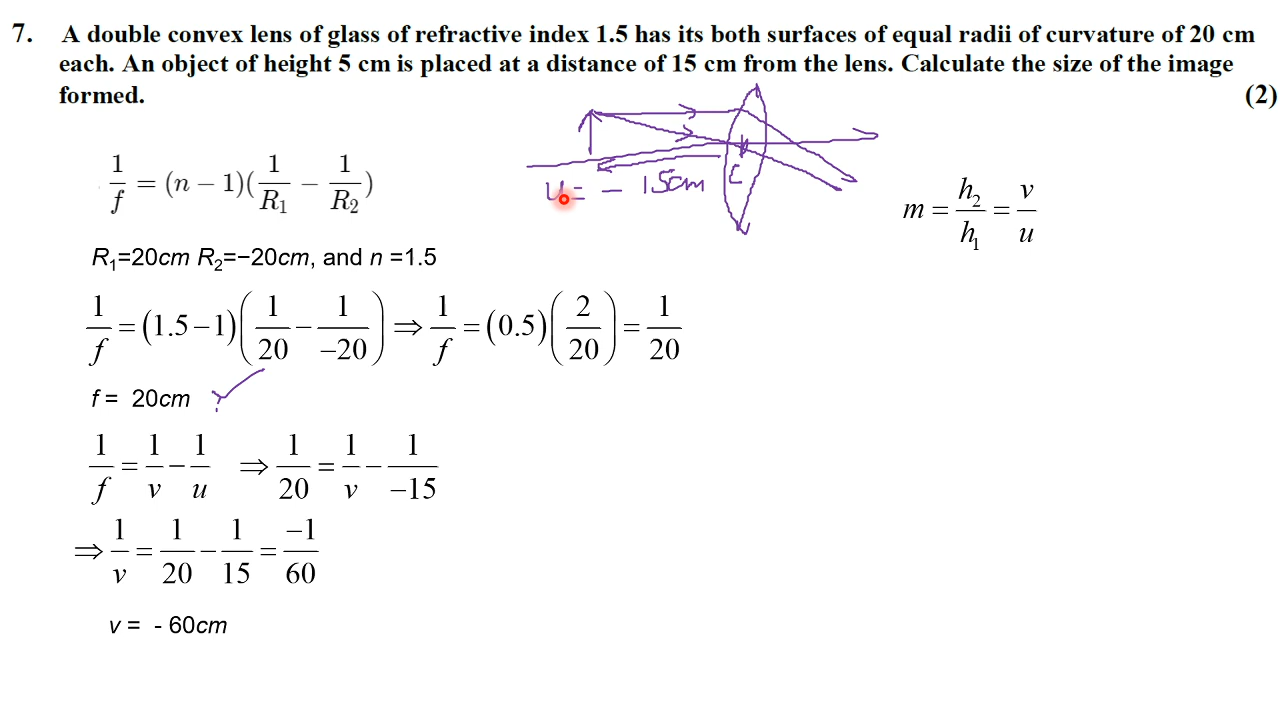 7. A double convex lens of glass of refractive index 1.5 has its both surfaces of equal radii of curvature of 20 cm
each. An object of height 5 cm is placed at a distance of 15 cm from the lens. Calculate the size of the image
formed. (2)
1/f = (n − 1)(1/R₁ − 1/R₂)
U = − 15cm
C
m = h₂/h₁ = v/u
R₁=20cm R₂=−20cm, and n =1.5
1/f = (1.5−1)(1/20 − 1/−20) ⇒ 1/f = (0.5)(2/20) = 1/20
f = 20cm
1/f = 1/v − 1/u ⇒ 1/20 = 1/v − 1/−15
⇒ 1/v = 1/20 − 1/15 = −1/60
v = - 60cm